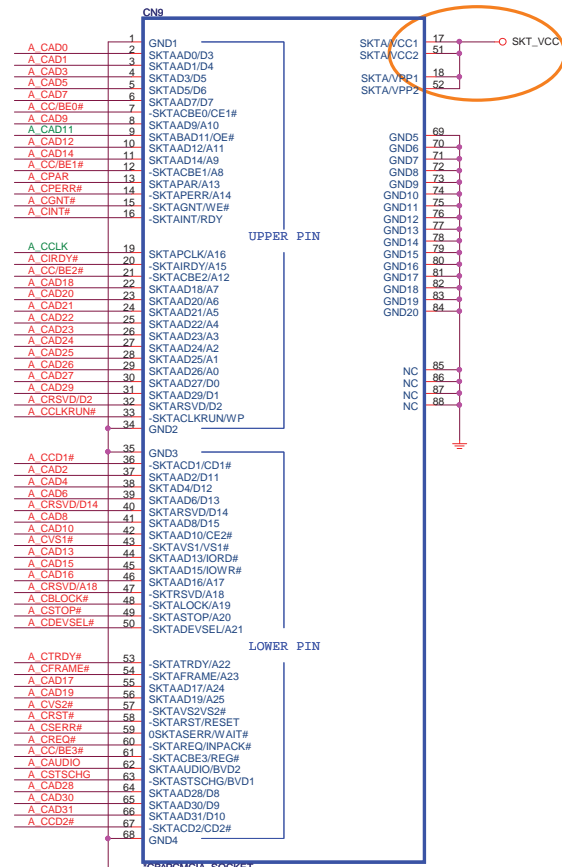 CN9
1 GND1
A_CAD0 2 SKTAAD0/D3
A_CAD1 3 SKTAAD1/D4
A_CAD3 4 SKTAD3/D5
A_CAD5 5 SKTAAD5/D6
A_CAD7 6 SKTAAD7/D7
A_CC/BE0# 7 -SKTACBE0/CE1#
A_CAD9 8 SKTAAD9/A10
A_CAD11 9 SKTABAD11/OE#
A_CAD12 10 SKTAAD12/A11
A_CAD14 11 SKTAAD14/A9
A_CC/BE1# 12 -SKTACBE1/A8
A_CPAR 13 SKTAPAR/A13
A_CPERR# 14 -SKTAPERR/A14
A_CGNT# 15 -SKTAGNT/WE#
A_CINT# 16 -SKTAINT/RDY
UPPER PIN
A_CCLK 19 SKTAPCLK/A16
A_CIRDY# 20 -SKTAIRDY/A15
A_CC/BE2# 21 -SKTACBE2/A12
A_CAD18 22 SKTAAD18/A7
A_CAD20 23 SKTAAD20/A6
A_CAD21 24 SKTAAD21/A5
A_CAD22 25 SKTAAD22/A4
A_CAD23 26 SKTAAD23/A3
A_CAD24 27 SKTAAD24/A2
A_CAD25 28 SKTAAD25/A1
A_CAD26 29 SKTAAD26/A0
A_CAD27 30 SKTAAD27/D0
A_CAD29 31 SKTAAD29/D1
A_CRSVD/D2 32 SKTARSVD/D2
A_CCLKRUN# 33 -SKTACLKRUN/WP
34 GND2
35 GND3
A_CCD1# 36 -SKTACD1/CD1#
A_CAD2 37 SKTAAD2/D11
A_CAD4 38 SKTAD4/D12
A_CAD6 39 SKTAAD6/D13
A_CRSVD/D14 40 SKTARSVD/D14
A_CAD8 41 SKTAAD8/D15
A_CAD10 42 SKTAAD10/CE2#
A_CVS1# 43 -SKTAVS1/VS1#
A_CAD13 44 SKTAAD13/IORD#
A_CAD15 45 SKTAAD15/IOWR#
A_CAD16 46 SKTAAD16/A17
A_CRSVD/A18 47 -SKTRSVD/A18
A_CBLOCK# 48 -SKTALOCK/A19
A_CSTOP# 49 -SKTASTOP/A20
A_CDEVSEL# 50 -SKTADEVSEL/A21
LOWER PIN
A_CTRDY# 53 -SKTATRDY/A22
A_CFRAME# 54 -SKTAFRAME/A23
A_CAD17 55 SKTAAD17/A24
A_CAD19 56 SKTAAD19/A25
A_CVS2# 57 -SKTAVS2VS2#
A_CRST# 58 -SKTARST/RESET
A_CSERR# 59 0SKTASERR/WAIT#
A_CREQ# 60 -SKTAREQ/INPACK#
A_CC/BE3# 61 -SKTACBE3/REG#
A_CAUDIO 62 SKTAAUDIO/BVD2
A_CSTSCHG 63 -SKTASTSCHG/BVD1
A_CAD28 64 SKTAAD28/D8
A_CAD30 65 SKTAAD30/D9
A_CAD31 66 SKTAAD31/D10
A_CCD2# 67 -SKTACD2/CD2#
68 GND4
SKTA/VCC1 17 SKT_VCC
SKTA/VCC2 51
SKTA/VPP1 18
SKTA/VPP2 52
GND5 69
GND6 70
GND7 71
GND8 72
GND9 73
GND10 74
GND11 75
GND12 76
GND13 77
GND14 78
GND15 79
GND16 80
GND17 81
GND18 82
GND19 83
GND20 84
NC 85
NC 86
NC 87
NC 88